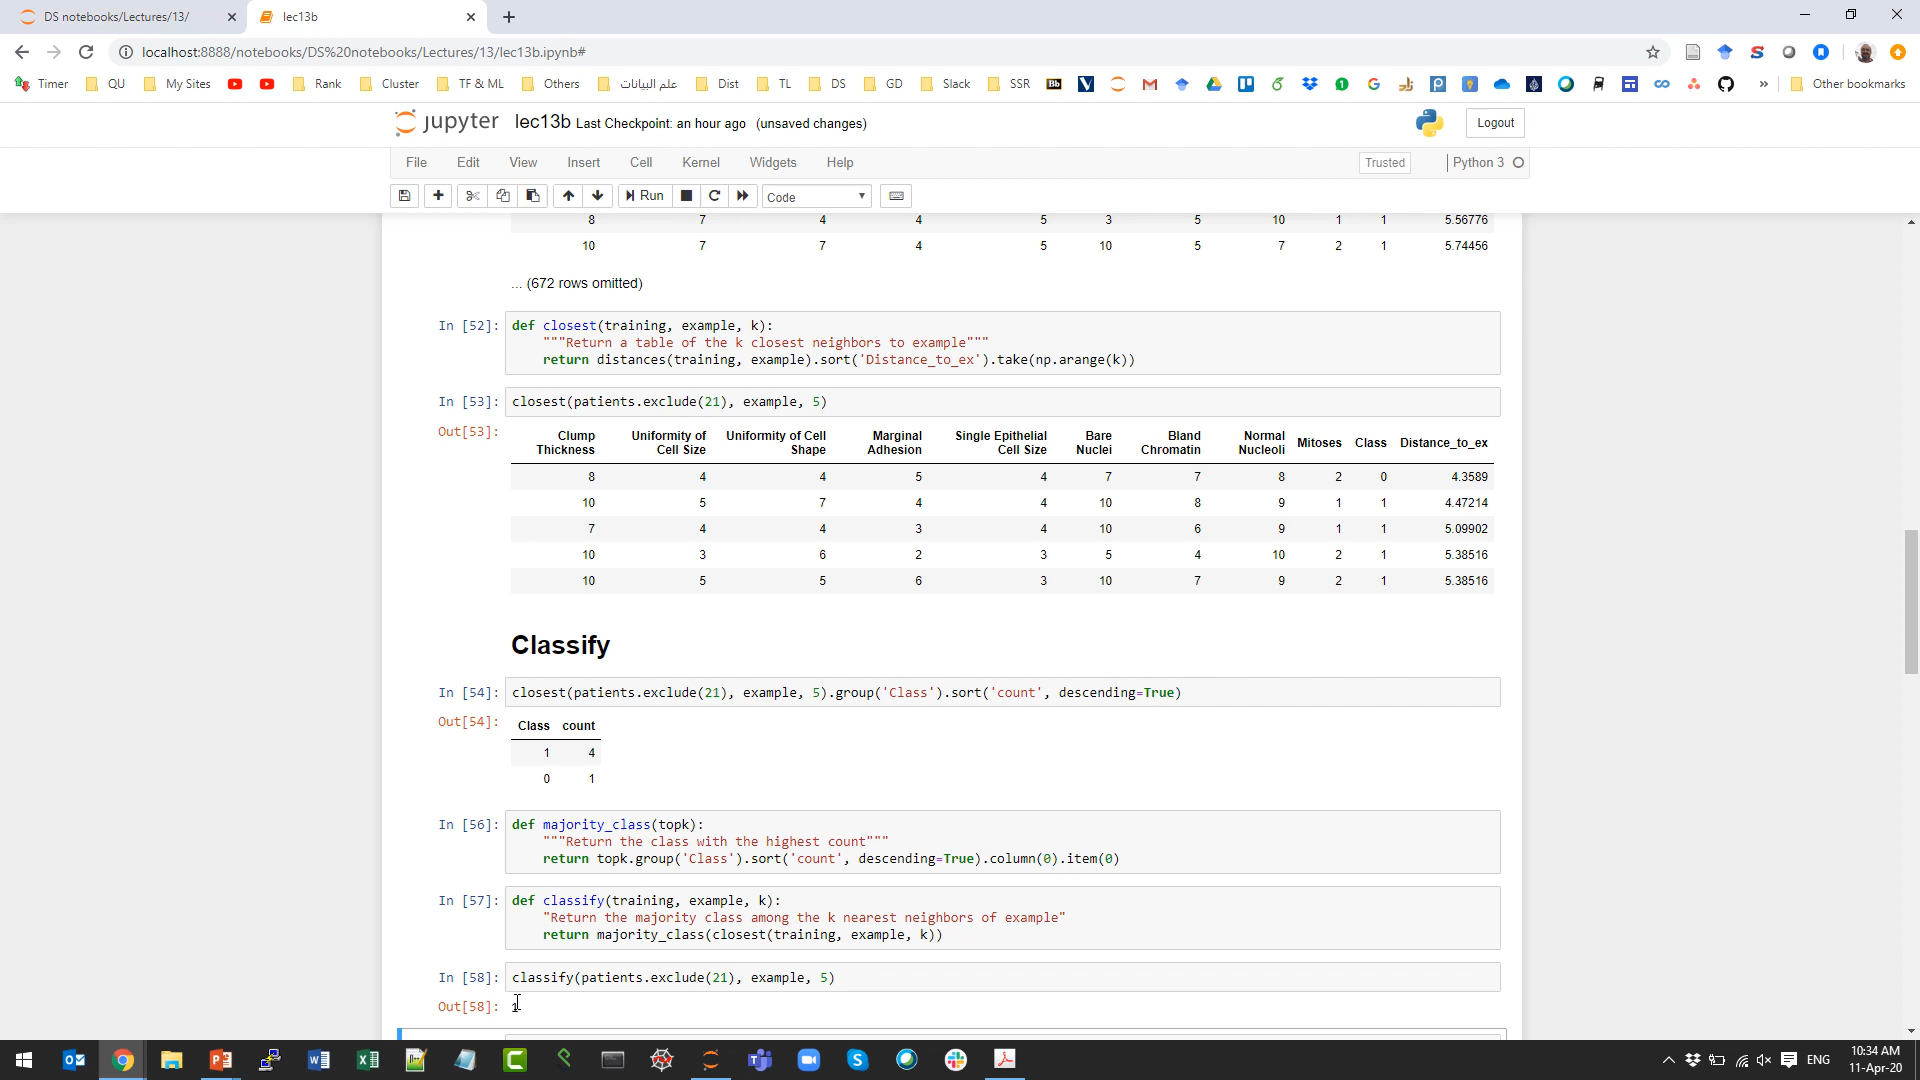 DS notebooks/Lectures/13/
lec13b
localhost:8888/notebooks/DS%20notebooks/Lectures/13/lec13b.ipynb#
Timer QU My Sites Rank Cluster TF & ML Others علم البيانات Dist TL DS GD Slack SSR Bb » Other bookmarks
jupyter lec13b Last Checkpoint: an hour ago (unsaved changes) Logout
File Edit View Insert Cell Kernel Widgets Help Trusted Python 3
Run Code
8 7 4 4 5 3 5 10 1 1 5.56776
10 7 7 4 5 10 5 7 2 1 5.74456
... (672 rows omitted)
In [52]: def closest(training, example, k):
"""Return a table of the k closest neighbors to example"""
return distances(training, example).sort('Distance_to_ex').take(np.arange(k))
In [53]: closest(patients.exclude(21), example, 5)
Out[53]:
Clump Thickness Uniformity of Cell Size Uniformity of Cell Shape Marginal Adhesion Single Epithelial Cell Size Bare Nuclei Bland Chromatin Normal Nucleoli Mitoses Class Distance_to_ex
8 4 4 5 4 7 7 8 2 0 4.3589
10 5 7 4 4 10 8 9 1 1 4.47214
7 4 4 3 4 10 6 9 1 1 5.09902
10 3 6 2 3 5 4 10 2 1 5.38516
10 5 5 6 3 10 7 9 2 1 5.38516
Classify
In [54]: closest(patients.exclude(21), example, 5).group('Class').sort('count', descending=True)
Out[54]:
Class count
1 4
0 1
In [56]: def majority_class(topk):
"""Return the class with the highest count"""
return topk.group('Class').sort('count', descending=True).column(0).item(0)
In [57]: def classify(training, example, k):
"Return the majority class among the k nearest neighbors of example"
return majority_class(closest(training, example, k))
In [58]: classify(patients.exclude(21), example, 5)
Out[58]: 1
ENG
10:34 AM
11-Apr-20